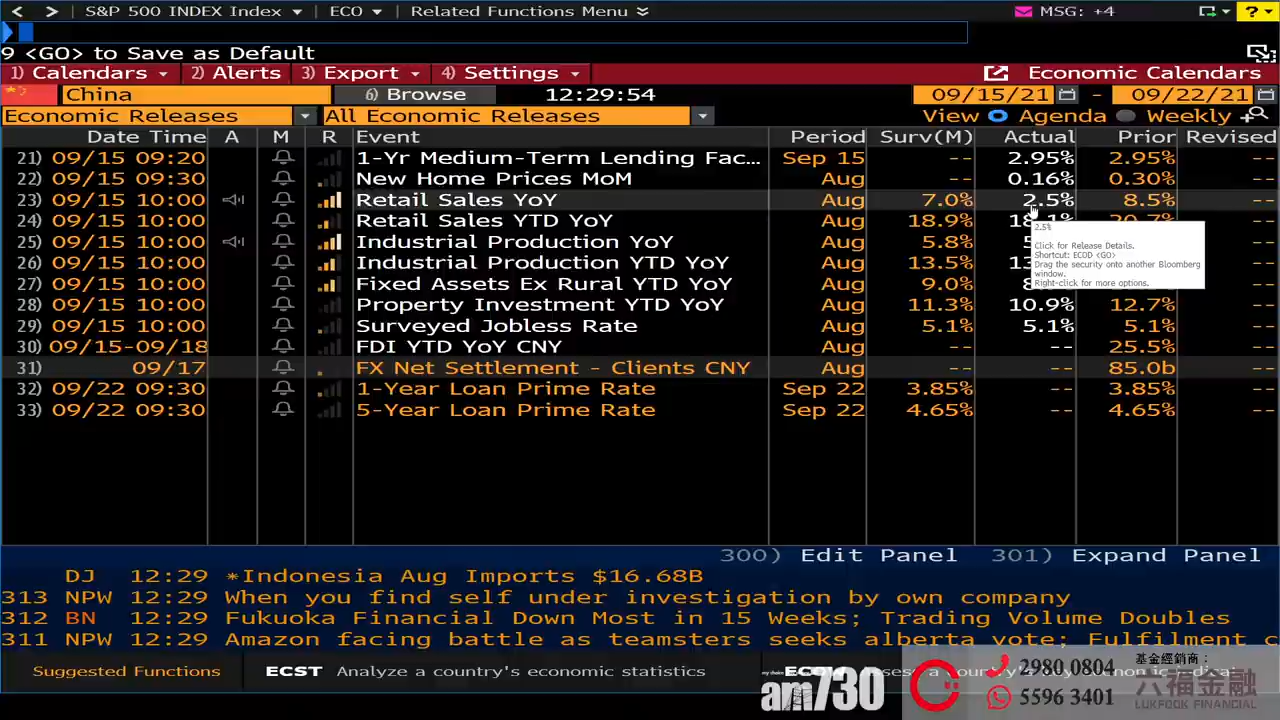 < > S&P 500 INDEX Index ECO Related Functions Menu MSG: +4 ?
9 <GO> to Save as Default
1) Calendars 2) Alerts 3) Export 4) Settings Economic Calendars
China 6) Browse 12:29:54 09/15/21 - 09/22/21
Economic Releases All Economic Releases View Agenda Weekly
Date Time A M R Event Period Surv(M) Actual Prior Revised
21) 09/15 09:20 1-Yr Medium-Term Lending Fac... Sep 15 -- 2.95% 2.95% --
22) 09/15 09:30 New Home Prices MoM Aug -- 0.16% 0.30% --
23) 09/15 10:00 Retail Sales YoY Aug 7.0% 2.5% 8.5% --
24) 09/15 10:00 Retail Sales YTD YoY Aug 18.9% 18.1% 20.7% --
25) 09/15 10:00 Industrial Production YoY Aug 5.8%
26) 09/15 10:00 Industrial Production YTD YoY Aug 13.5%
27) 09/15 10:00 Fixed Assets Ex Rural YTD YoY Aug 9.0%
28) 09/15 10:00 Property Investment YTD YoY Aug 11.3% 10.9% 12.7% --
29) 09/15 10:00 Surveyed Jobless Rate Aug 5.1% 5.1% 5.1% --
30) 09/15-09/18 FDI YTD YoY CNY Aug -- -- 25.5% --
31) 09/17 FX Net Settlement - Clients CNY Aug -- -- 85.0b --
32) 09/22 09:30 1-Year Loan Prime Rate Sep 22 3.85% -- 3.85% --
33) 09/22 09:30 5-Year Loan Prime Rate Sep 22 4.65% -- 4.65% --
2.5%
Click for Release Details.
Shortcut: ECOD <GO>
Drag the security onto another Bloomberg
window.
Right-click for more options.
300) Edit Panel 301) Expand Panel
DJ 12:29 *Indonesia Aug Imports $16.68B
313 NPW 12:29 When you find self under investigation by own company
312 BN 12:29 Fukuoka Financial Down Most in 15 Weeks; Trading Volume Doubles
311 NPW 12:29 Amazon facing battle as teamsters seeks alberta vote; Fulfilment c
Suggested Functions ECST Analyze a country's economic statistics
am730
2980 0804
5596 3401
基金經銷商：
六福金融
LUKFOOK FINANCIAL